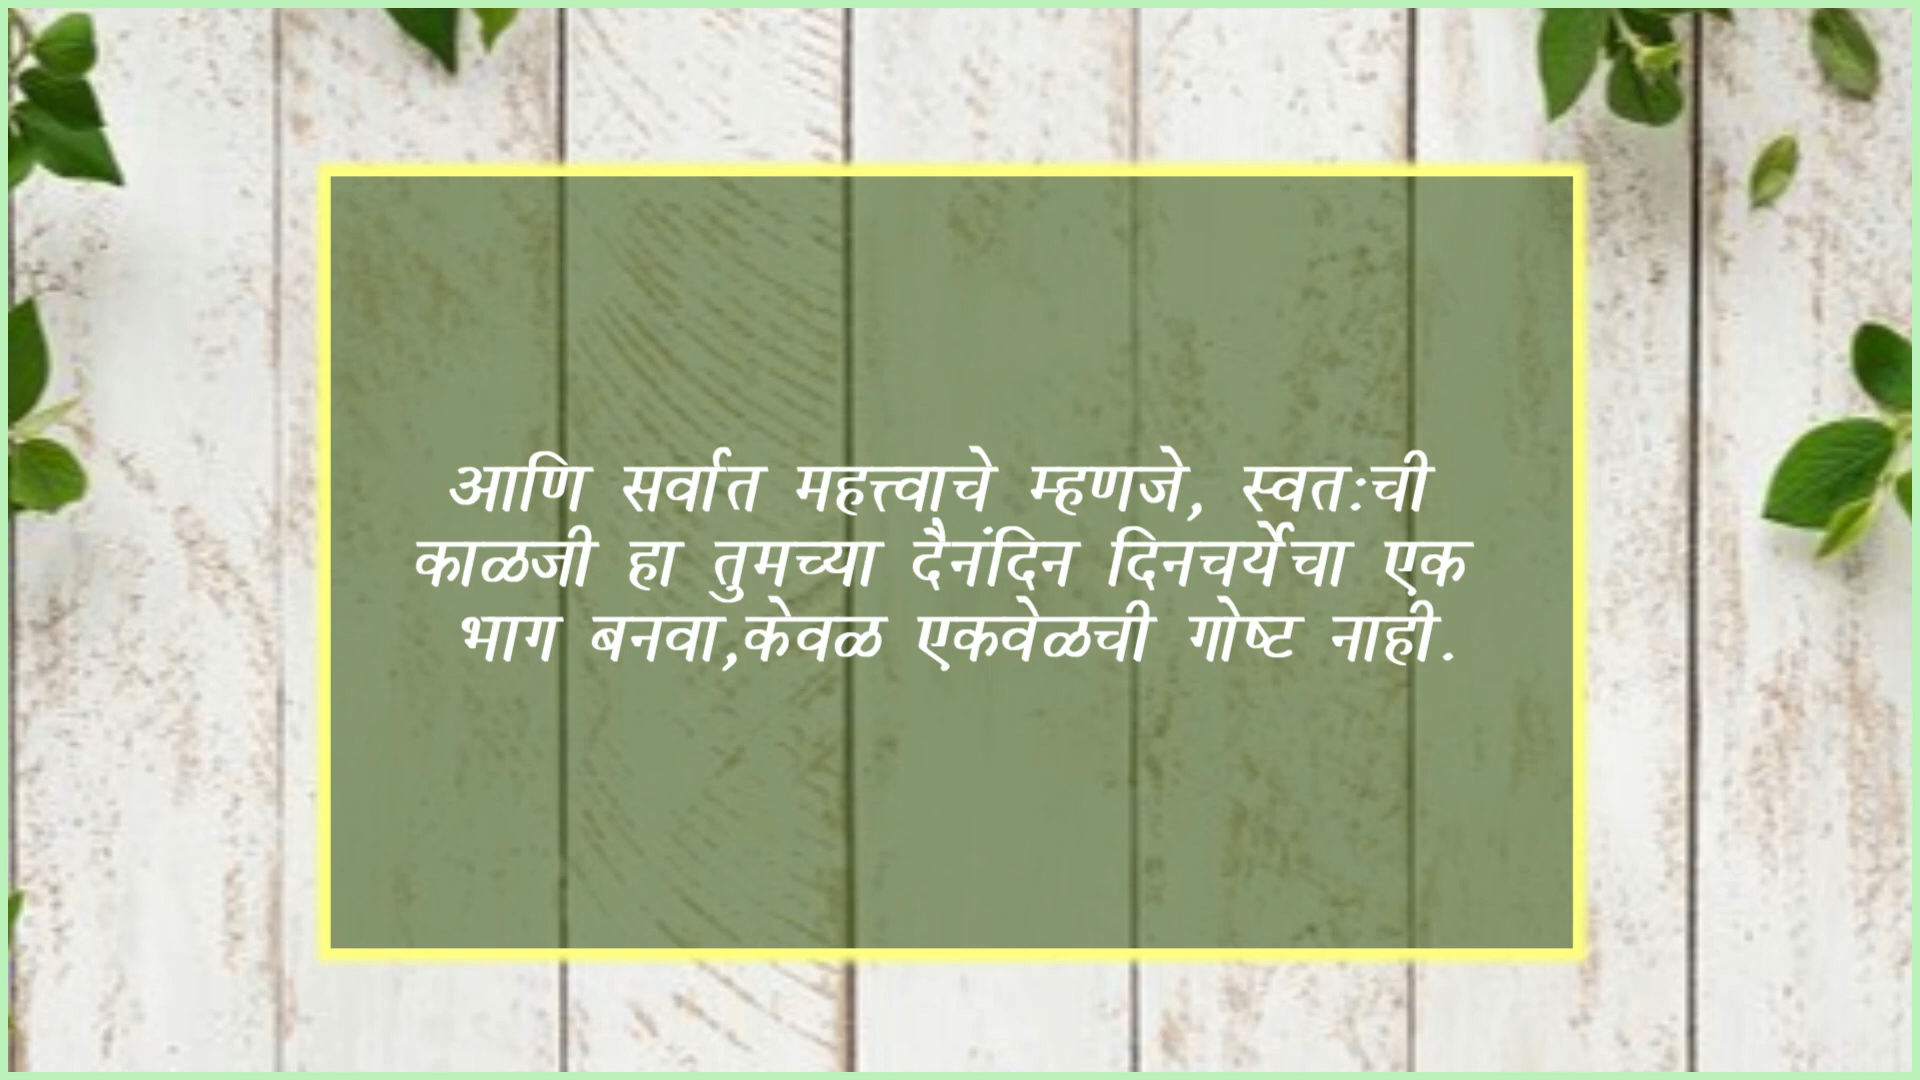 आणि सर्वात महत्त्वाचे म्हणजे, स्वत:ची
काळजी हा तुमच्या दैनंदिन दिनचर्येचा एक
भाग बनवा,केवळ एकवेळची गोष्ट नाही.